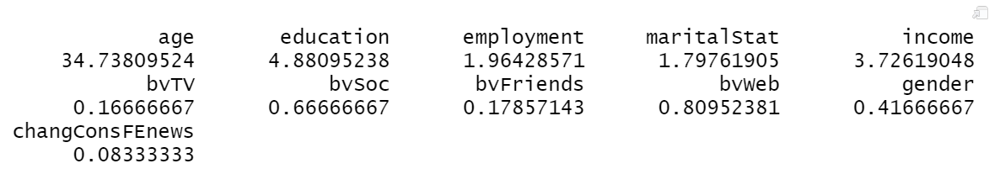 age education employment maritalStat income
34.73809524 4.88095238 1.96428571 1.79761905 3.72619048
bvTV bvSoc bvFriends bvWeb gender
0.16666667 0.66666667 0.17857143 0.80952381 0.41666667
changConsFEnews
0.08333333